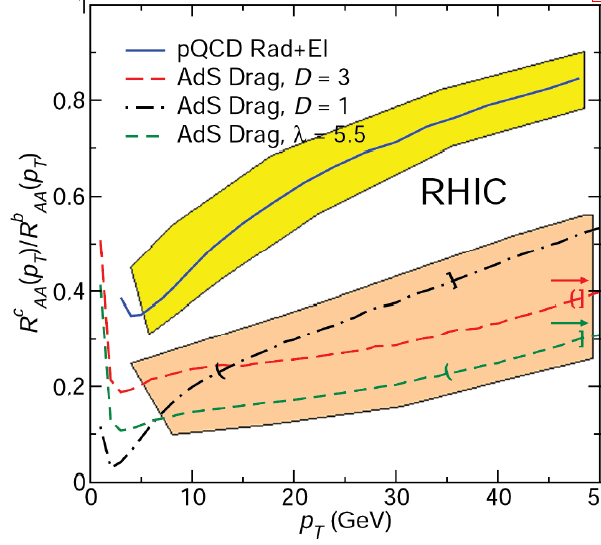 1
pQCD Rad+El
AdS Drag, D = 3
AdS Drag, D = 1
AdS Drag, λ = 5.5
0.8
0.6
0.4
0.2
0
RHIC
R^c_AA(p_T)/R^b_AA(p_T)
0 10 20 30 40 5
p_T (GeV)